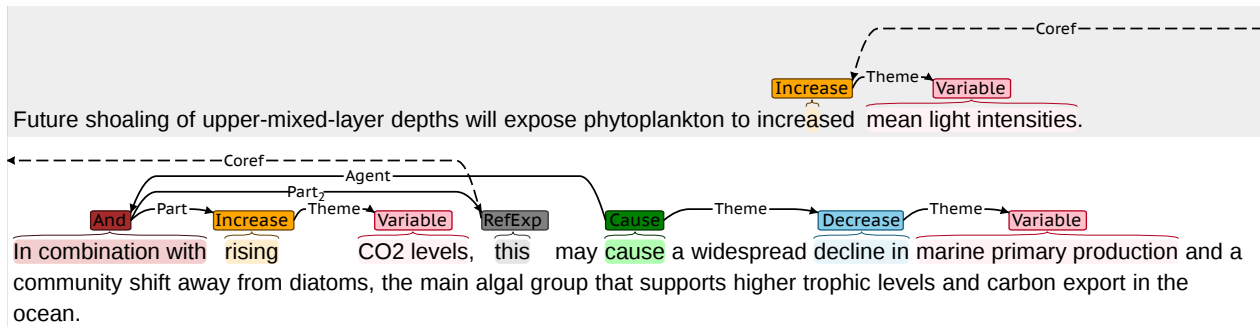 Coref
Increase Theme Variable
Future shoaling of upper-mixed-layer depths will expose phytoplankton to increased mean light intensities.
Coref
Agent
Part2
And Part Increase Theme Variable RefExp Cause Theme Decrease Theme Variable
In combination with rising CO2 levels, this may cause a widespread decline in marine primary production and a
community shift away from diatoms, the main algal group that supports higher trophic levels and carbon export in the
ocean.